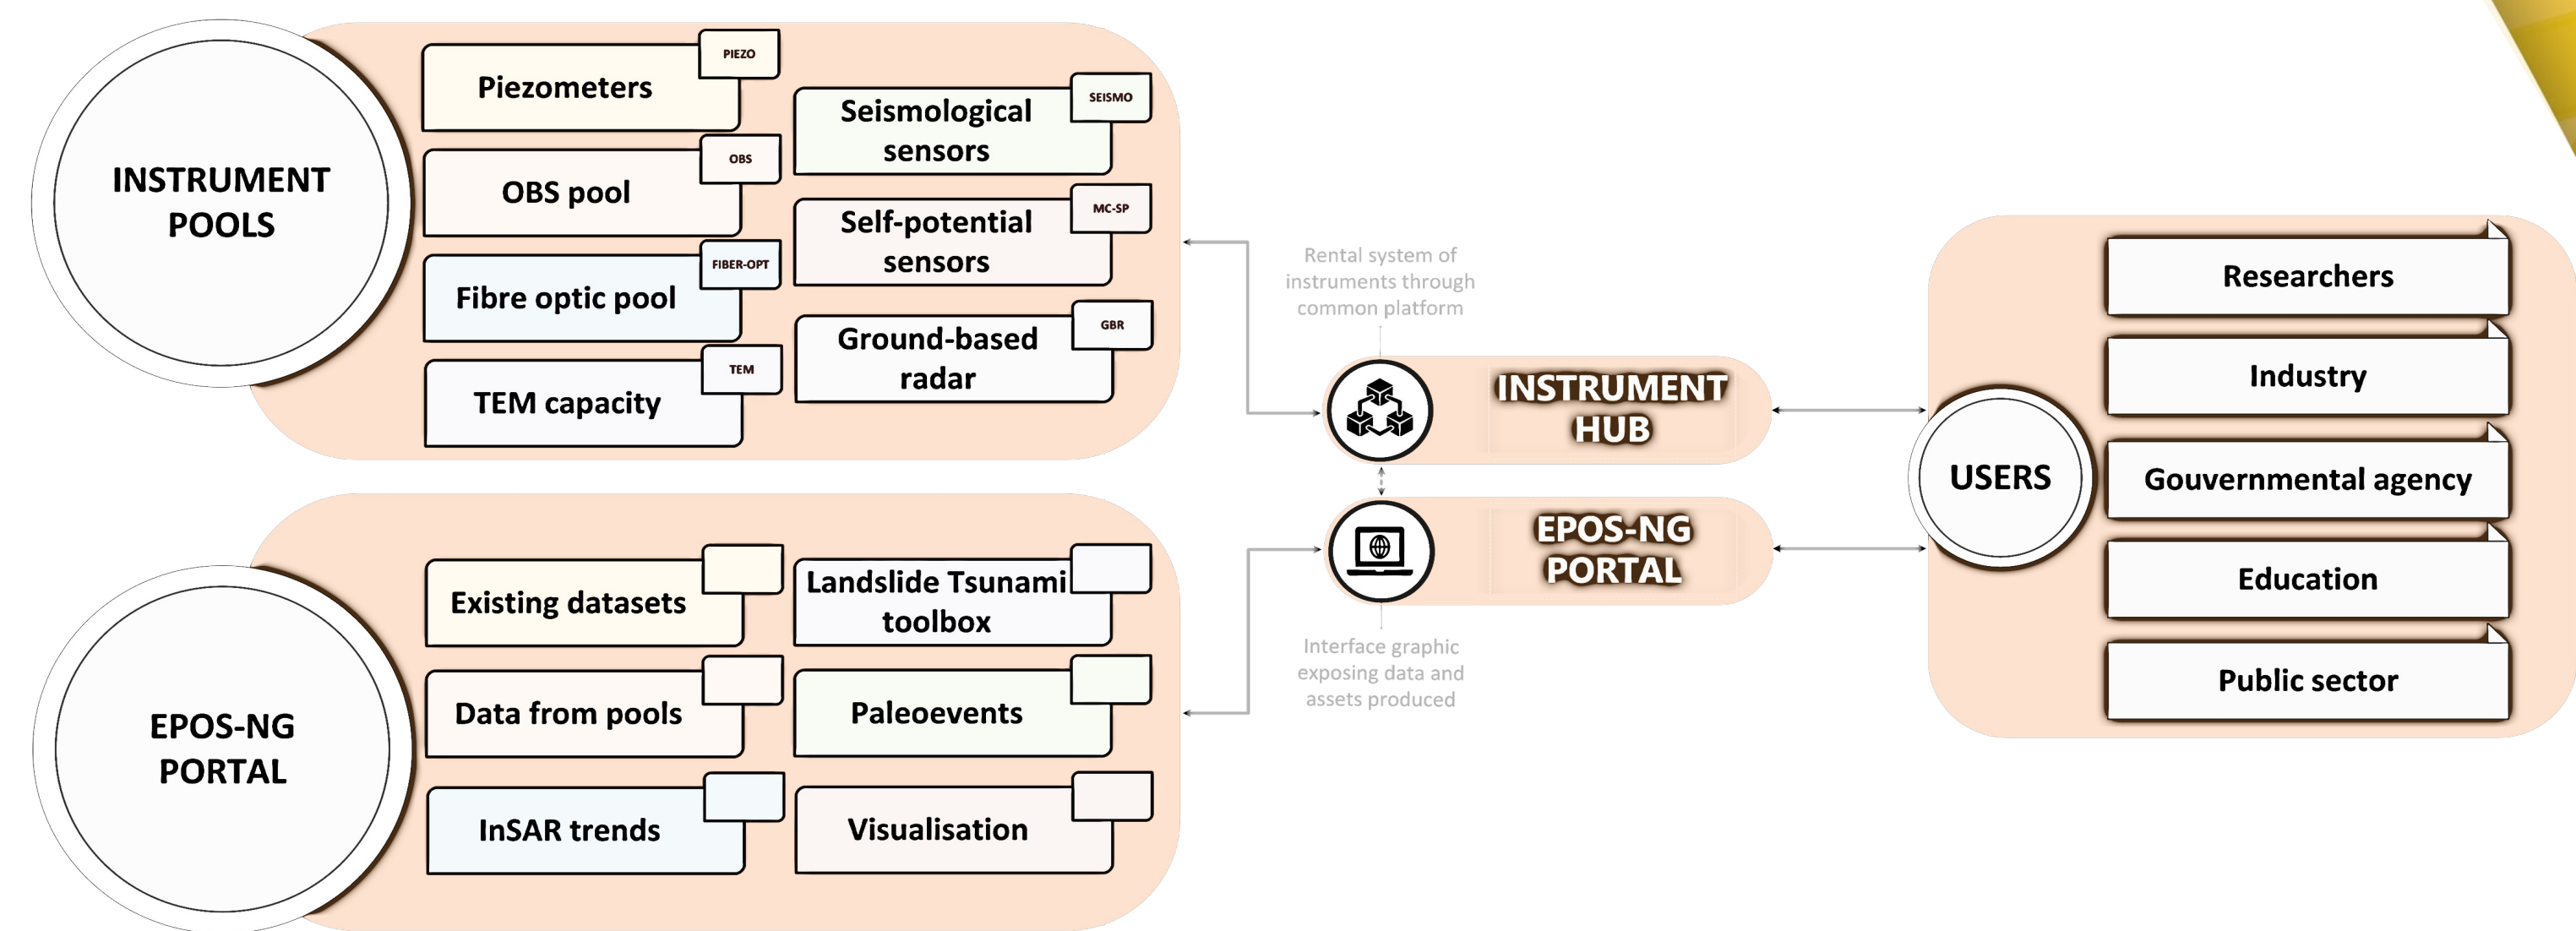 INSTRUMENT
POOLS
Piezometers
PIEZO
OBS pool
OBS
Fibre optic pool
FIBER-OPT
TEM capacity
TEM
Seismological
sensors
SEISMO
Self-potential
sensors
MC-SP
Ground-based
radar
GBR
EPOS-NG
PORTAL
Existing datasets
Data from pools
InSAR trends
Landslide Tsunami
toolbox
Paleoevents
Visualisation
Rental system of
instruments through
common platform
INSTRUMENT
HUB
EPOS-NG
PORTAL
Interface graphic
exposing data and
assets produced
USERS
Researchers
Industry
Gouvernmental agency
Education
Public sector